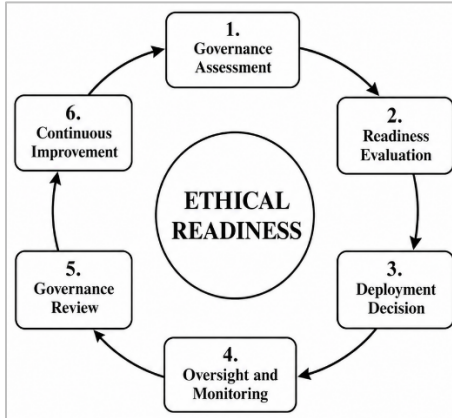 1.
Governance
Assessment
2.
Readiness
Evaluation
3.
Deployment
Decision
4.
Oversight and
Monitoring
5.
Governance
Review
6.
Continuous
Improvement
ETHICAL
READINESS